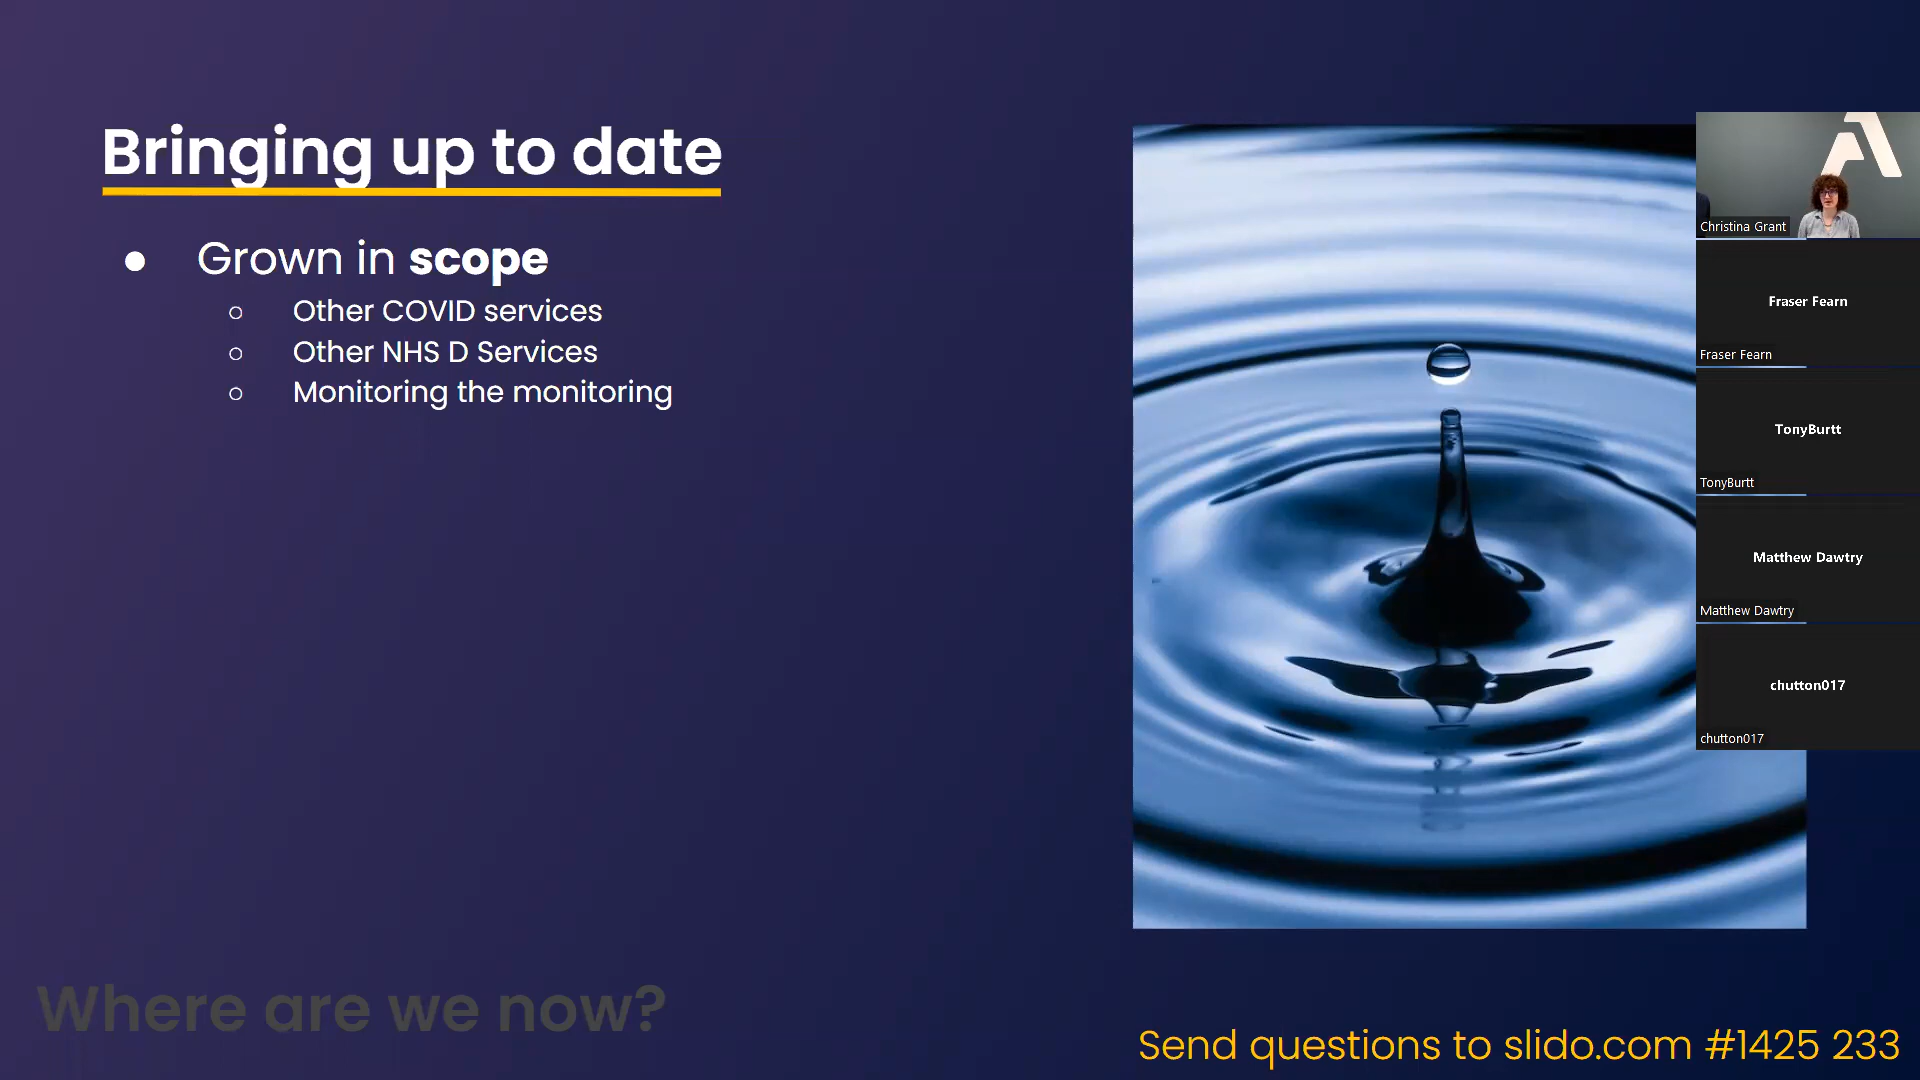 Bringing up to date
● Grown in scope
○ Other COVID services
○ Other NHS D Services
○ Monitoring the monitoring
Christina Grant
Fraser Fearn
Fraser Fearn
TonyBurtt
TonyBurtt
Matthew Dawtry
Matthew Dawtry
chutton017
chutton017
Where are we now?
Send questions to slido.com #1425 233